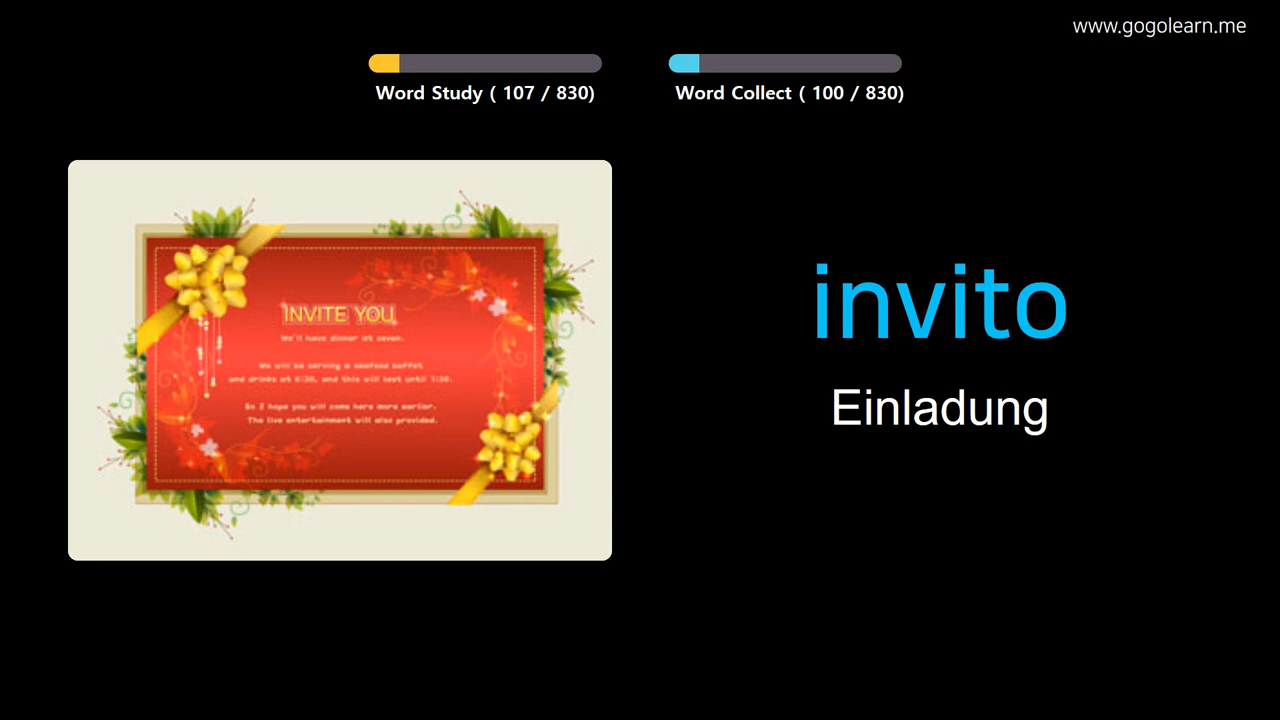 www.gogolearn.me
Word Study ( 107 / 830)
Word Collect ( 100 / 830)
INVITE YOU
We'll have dinner at seven.
We will be serving a seafood buffet
and drinks at 6:30, and this will last until 7:30.
So I hope you will come here more earlier.
The live entertainment will also provided.
invito
Einladung